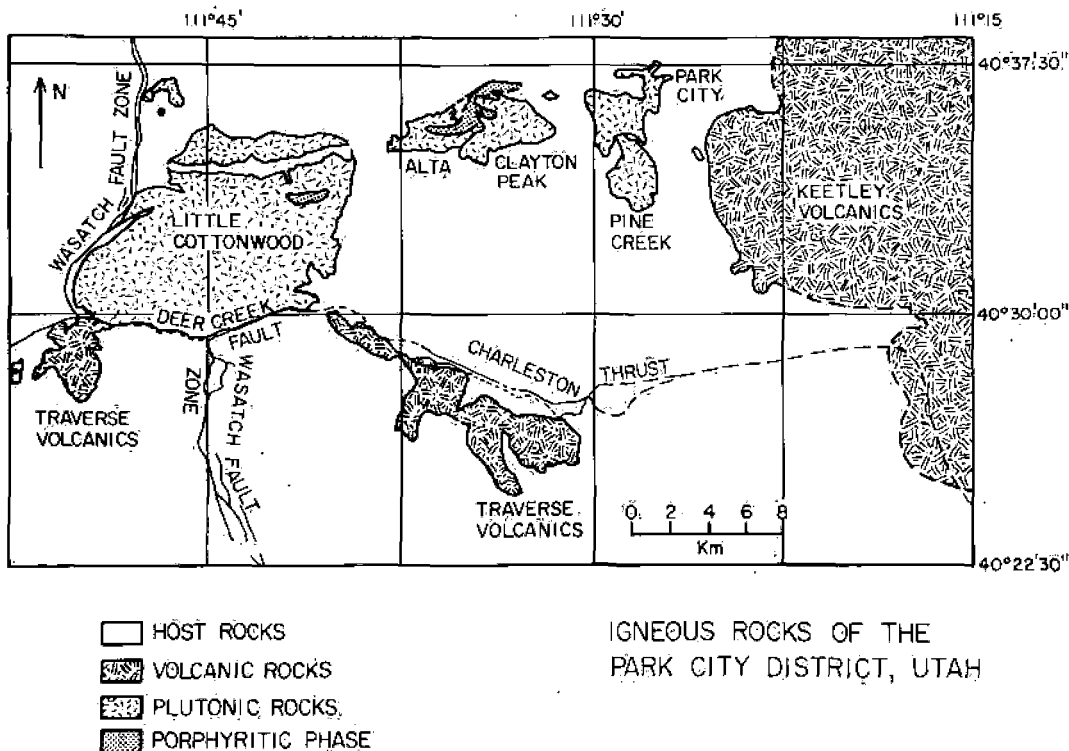 111°45'
111°30'
111°15
40°37'30"
N
WASATCH FAULT ZONE
PARK
CITY
ALTA
CLAYTON
PEAK
PINE
CREEK
KEETLEY
VOLCANICS
LITTLE
COTTONWOOD
DEER CREEK
FAULT
40°30'00"
WASATCH FAULT
ZONE
CHARLESTON
THRUST
TRAVERSE
VOLCANICS
TRAVERSE
VOLCANICS
0 2 4 6 8
Km
40°22'30"
HOST ROCKS
VOLCANIC ROCKS
PLUTONIC ROCKS
PORPHYRITIC PHASE
IGNEOUS ROCKS OF THE
PARK CITY DISTRICT, UTAH